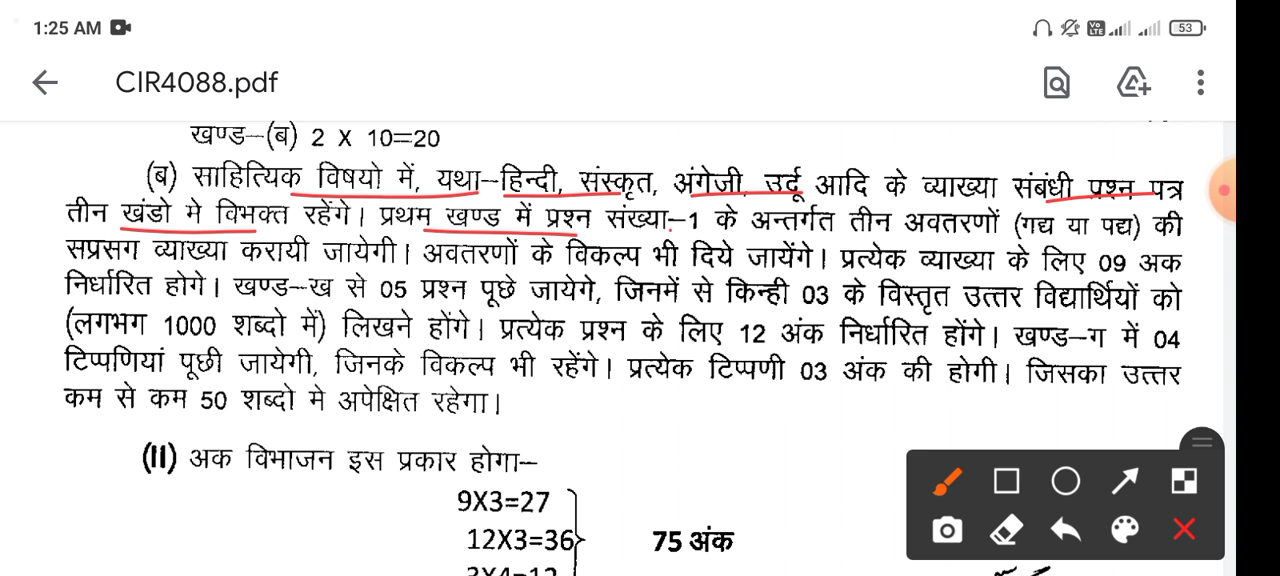 1:25 AM
53
CIR4088.pdf
खण्ड–(ब) 2 X 10=20
(ब) साहित्यिक विषयो में, यथा–हिन्दी, संस्कृत, अंगेजी, उर्दू आदि के व्याख्या संबंधी प्रश्न पत्र
तीन खंडो मे विभक्त रहेंगे। प्रथम खण्ड में प्रश्न संख्या–1 के अन्तर्गत तीन अवतरणों (गद्य या पद्य) की
सप्रसग व्याख्या करायी जायेगी। अवतरणों के विकल्प भी दिये जायेंगे। प्रत्येक व्याख्या के लिए 09 अक
निर्धारित होगे। खण्ड–ख से 05 प्रश्न पूछे जायेगे, जिनमें से किन्ही 03 के विस्तृत उत्तर विद्यार्थियों को
(लगभग 1000 शब्दो में) लिखने होंगे। प्रत्येक प्रश्न के लिए 12 अंक निर्धारित होंगे। खण्ड–ग में 04
टिप्पणियां पूछी जायेगी, जिनके विकल्प भी रहेंगे। प्रत्येक टिप्पणी 03 अंक की होगी। जिसका उत्तर
कम से कम 50 शब्दो मे अपेक्षित रहेगा।
(II) अक विभाजन इस प्रकार होगा–
9X3=27
12X3=36 75 अंक
3X4=12